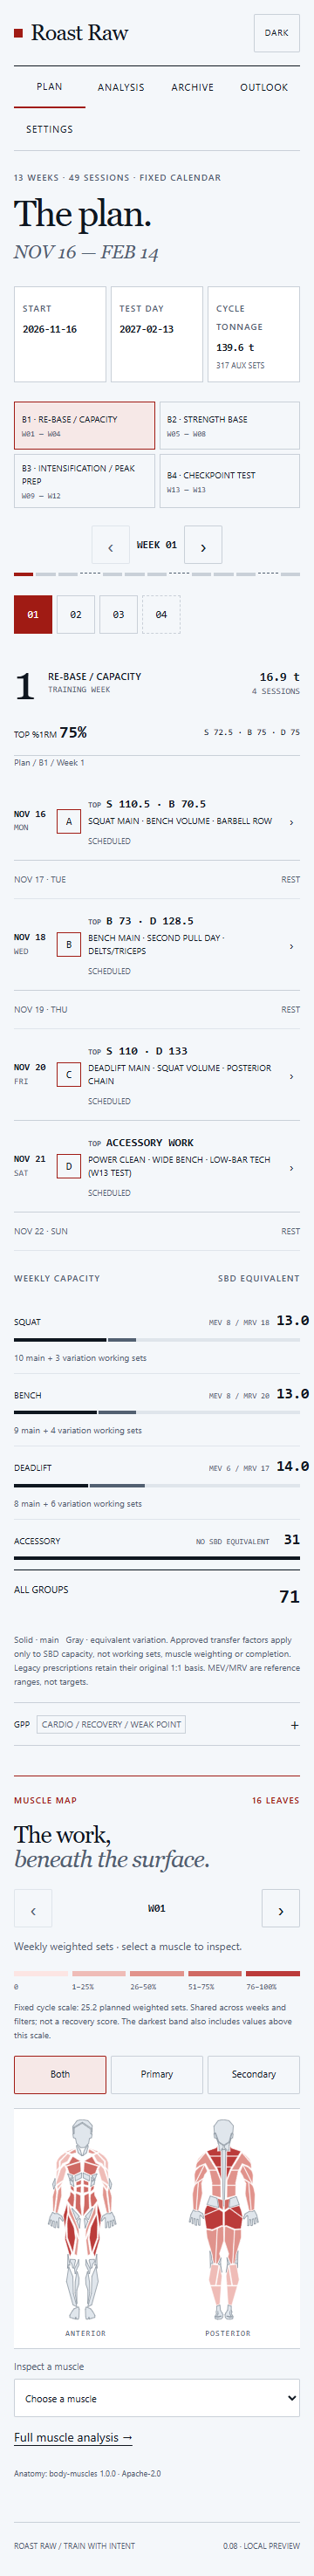 Roast Raw
DARK
PLAN ANALYSIS ARCHIVE OUTLOOK
SETTINGS
13 WEEKS · 49 SESSIONS · FIXED CALENDAR
The plan.
NOV 16 — FEB 14
START
2026-11-16
TEST DAY
2027-02-13
CYCLE
TONNAGE
139.6 t
317 AUX SETS
B1 · RE-BASE / CAPACITY
W01 — W04
B2 · STRENGTH BASE
W05 — W08
B3 · INTENSIFICATION / PEAK
PREP
W09 — W12
B4 · CHECKPOINT TEST
W13 — W13
‹ WEEK 01 ›
01 02 03 04
1 RE-BASE / CAPACITY 16.9 t
TRAINING WEEK 4 SESSIONS
TOP %1RM 75% S 72.5 · B 75 · D 75
Plan / B1 / Week 1
NOV 16
MON
A
TOP S 110.5 · B 70.5
SQUAT MAIN · BENCH VOLUME · BARBELL ROW
SCHEDULED
›
NOV 17 · TUE REST
NOV 18
WED
B
TOP B 73 · D 128.5
BENCH MAIN · SECOND PULL DAY ·
DELTS/TRICEPS
SCHEDULED
›
NOV 19 · THU REST
NOV 20
FRI
C
TOP S 110 · D 133
DEADLIFT MAIN · SQUAT VOLUME · POSTERIOR
CHAIN
SCHEDULED
›
NOV 21
SAT
D
TOP ACCESSORY WORK
POWER CLEAN · WIDE BENCH · LOW-BAR TECH
(W13 TEST)
SCHEDULED
›
NOV 22 · SUN REST
WEEKLY CAPACITY SBD EQUIVALENT
SQUAT MEV 8 / MRV 18 13.0
10 main + 3 variation working sets
BENCH MEV 8 / MRV 20 13.0
9 main + 4 variation working sets
DEADLIFT MEV 6 / MRV 17 14.0
8 main + 6 variation working sets
ACCESSORY NO SBD EQUIVALENT 31
ALL GROUPS 71
Solid · main Gray · equivalent variation. Approved transfer factors apply
only to SBD capacity, not working sets, muscle weighting or completion.
Legacy prescriptions retain their original 1:1 basis. MEV/MRV are reference
ranges, not targets.
GPP CARDIO / RECOVERY / WEAK POINT +
MUSCLE MAP 16 LEAVES
The work,
beneath the surface.
‹ W01 ›
Weekly weighted sets · select a muscle to inspect.
0 1–25% 26–50% 51–75% 76–100%
Fixed cycle scale: 25.2 planned weighted sets. Shared across weeks and
filters; not a recovery score. The darkest band also includes values above
this scale.
Both Primary Secondary
ANTERIOR POSTERIOR
Inspect a muscle
Choose a muscle
Full muscle analysis →
Anatomy: body-muscles 1.0.0 · Apache-2.0
ROAST RAW / TRAIN WITH INTENT 0.08 · LOCAL PREVIEW